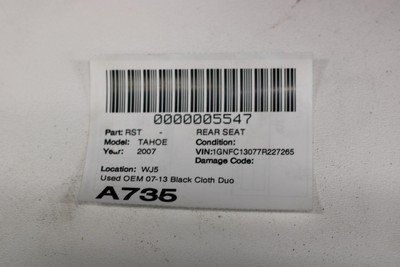 0000005547
Part: RST - REAR SEAT
Model: TAHOE Condition:
Year: 2007 VIN:1GNFC13077R227265
Damage Code:
Location: WJ5
Used OEM 07-13 Black Cloth Duo
A735